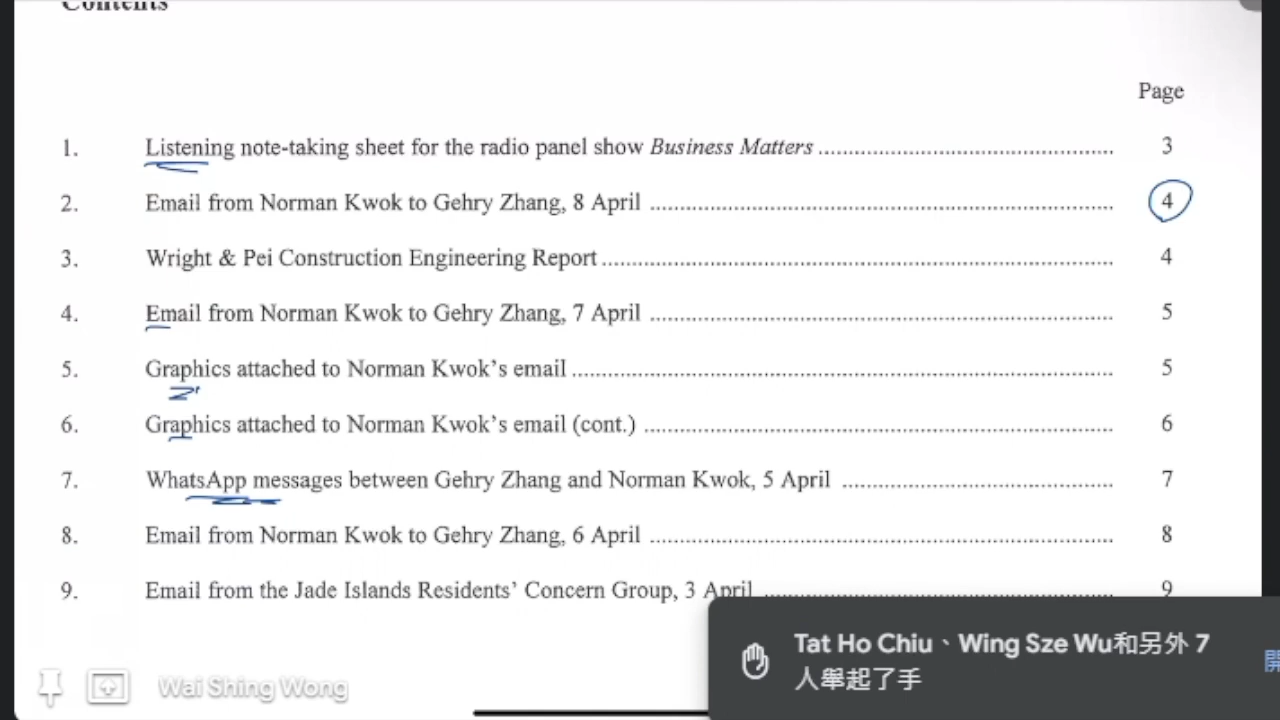 Contents
Page
1. Listening note-taking sheet for the radio panel show Business Matters ........................................................ 3
2. Email from Norman Kwok to Gehry Zhang, 8 April ........................................................ 4
3. Wright & Pei Construction Engineering Report ........................................................ 4
4. Email from Norman Kwok to Gehry Zhang, 7 April ........................................................ 5
5. Graphics attached to Norman Kwok's email ........................................................ 5
6. Graphics attached to Norman Kwok's email (cont.) ........................................................ 6
7. WhatsApp messages between Gehry Zhang and Norman Kwok, 5 April ........................................................ 7
8. Email from Norman Kwok to Gehry Zhang, 6 April ........................................................ 8
9. Email from the Jade Islands Residents' Concern Group, 3 April ........................................................ 9
Tat Ho Chiu、Wing Sze Wu和另外 7
人舉起了手
開
Wai Shing Wong